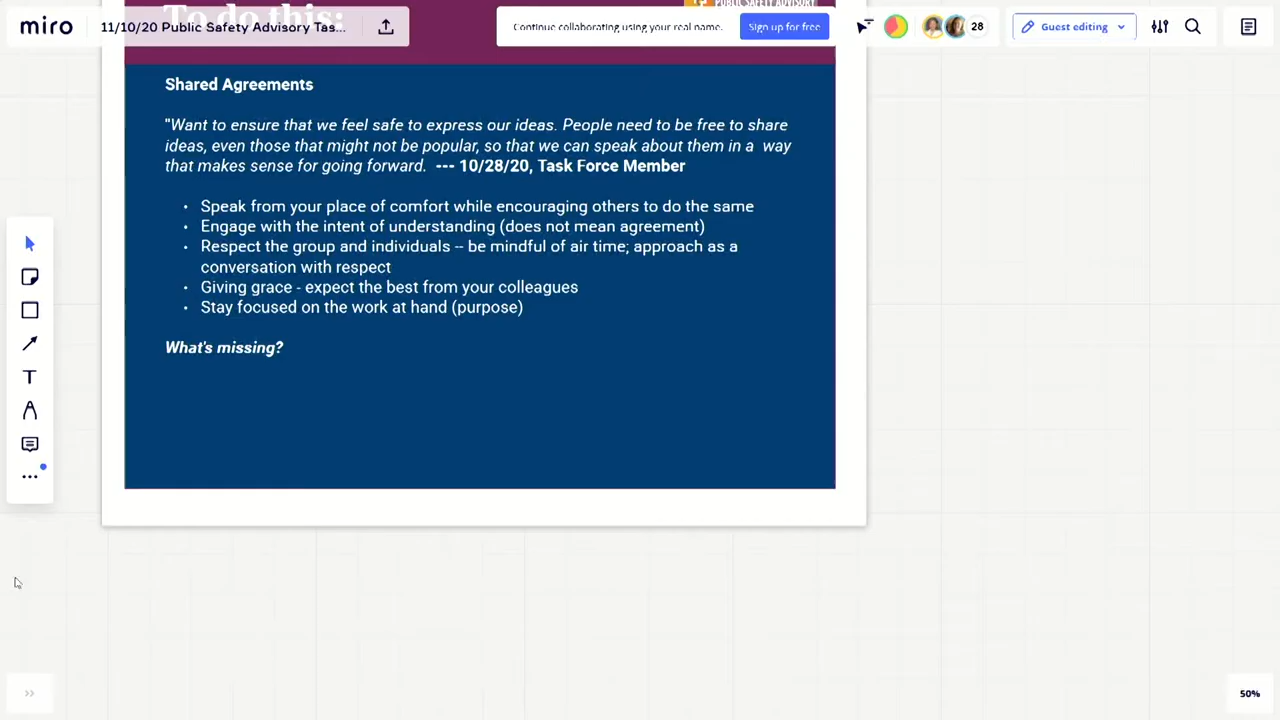 To do this:
PUBLIC SAFETY ADVISORY
miro
11/10/20 Public Safety Advisory Tas...
Continue collaborating using your real name.
Sign up for free
28
Guest editing
Shared Agreements
"Want to ensure that we feel safe to express our ideas. People need to be free to share
ideas, even those that might not be popular, so that we can speak about them in a way
that makes sense for going forward. --- 10/28/20, Task Force Member
• Speak from your place of comfort while encouraging others to do the same
• Engage with the intent of understanding (does not mean agreement)
• Respect the group and individuals -- be mindful of air time; approach as a
conversation with respect
• Giving grace - expect the best from your colleagues
• Stay focused on the work at hand (purpose)
What's missing?
50%